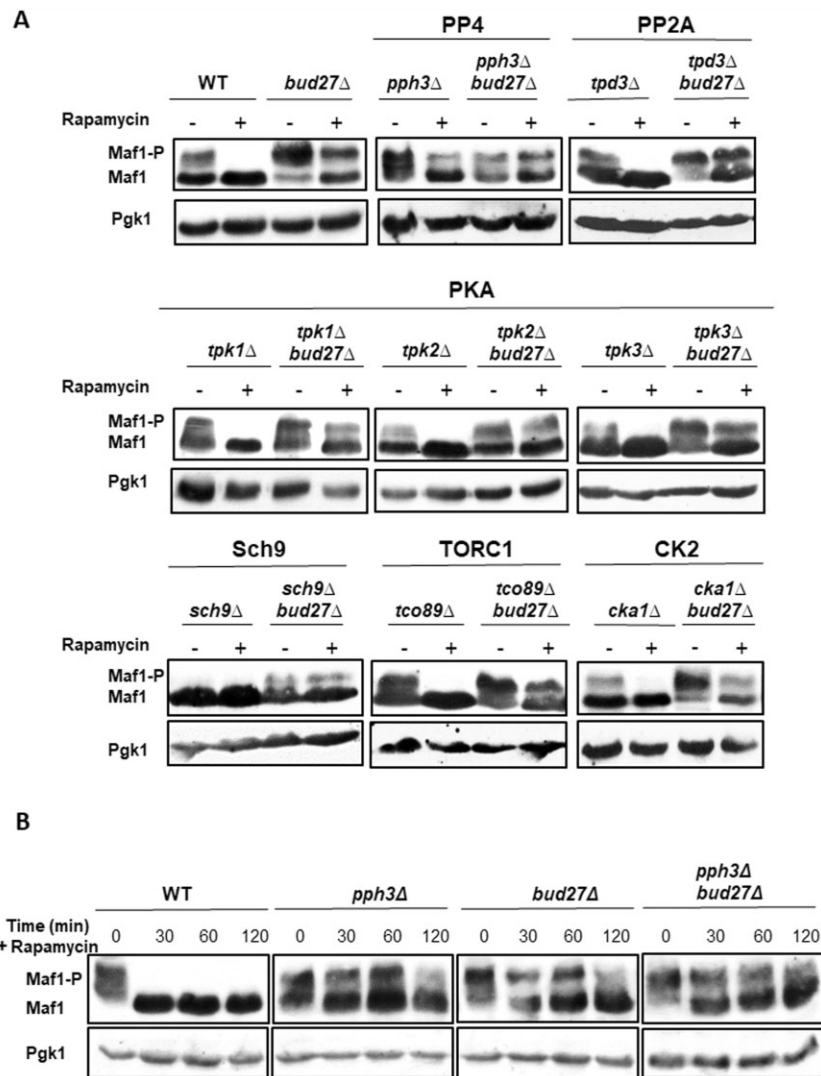 A
PP4 PP2A
WT bud27Δ pph3Δ pph3Δ bud27Δ tpd3Δ tpd3Δ bud27Δ
Rapamycin - + - + - + - + - + - +
Maf1-P
Maf1
Pgk1
PKA
tpk1Δ tpk1Δ bud27Δ tpk2Δ tpk2Δ bud27Δ tpk3Δ tpk3Δ bud27Δ
Rapamycin - + - + - + - + - + - +
Maf1-P
Maf1
Pgk1
Sch9 TORC1 CK2
sch9Δ sch9Δ bud27Δ tco89Δ tco89Δ bud27Δ cka1Δ cka1Δ bud27Δ
Rapamycin - + - + - + - + - + - +
Maf1-P
Maf1
Pgk1
B
WT pph3Δ bud27Δ pph3Δ bud27Δ
Time (min)
+ Rapamycin 0 30 60 120 0 30 60 120 0 30 60 120 0 30 60 120
Maf1-P
Maf1
Pgk1